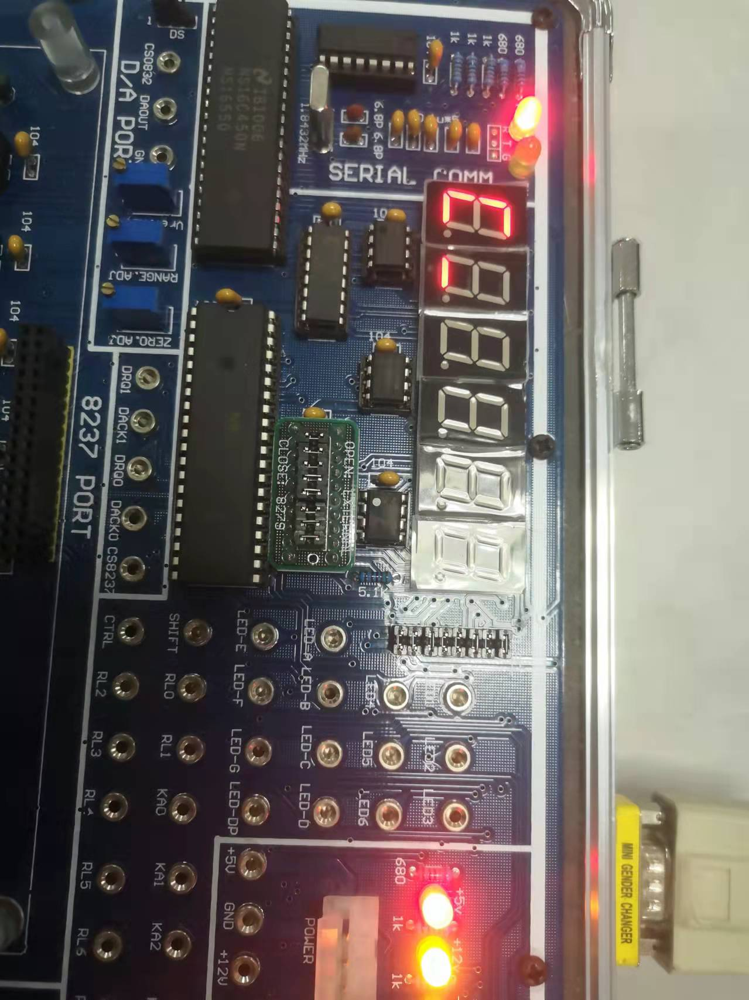 DS
1
CS0832
DAOUT
D/A POR
GN
IB1006
NS16C450N
MS16550
1.8432MHz
6.8P
6.8P
1k
1k
1k
680
680
R T G
SERIAL COMM
104
104
104
RANGE.ADJ
ZERO.ADJ
104
104
DRQ1
DACK1
DRQ0
DACK0
CS8237
8237 PORT
OPEN: EXTERNAL
CLOSE: 8279
CTRL
SHIFT
LED-E
LED-A
RL2
RL0
LED-F
LED-B
LED4
RL3
RL1
LED-G
LED-C
LED5
LED2
RL4
KA0
LED-DP
LED-D
LED6
LED3
RL5
KA1
+5V
680
+5v
RL6
KA2
GND
POWER
1k
+12V
+12V
1k
MINI GENDER CHANGER